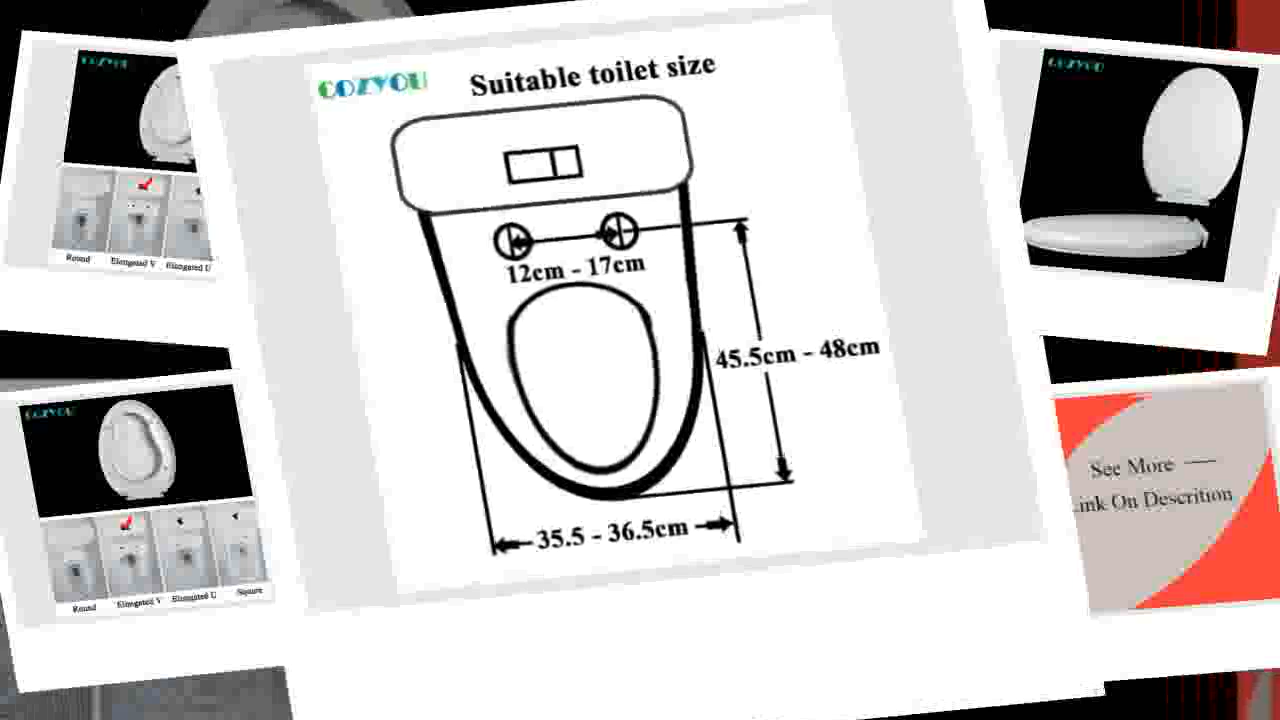 COZYOU
Suitable toilet size
12cm - 17cm
45.5cm - 48cm
35.5 - 36.5cm
COZYOU
Round
Elongated V
Elongated U
COZYOU
Round
Elongated V
Elongated U
Square
COZYOU
See More —
Link On Descrition